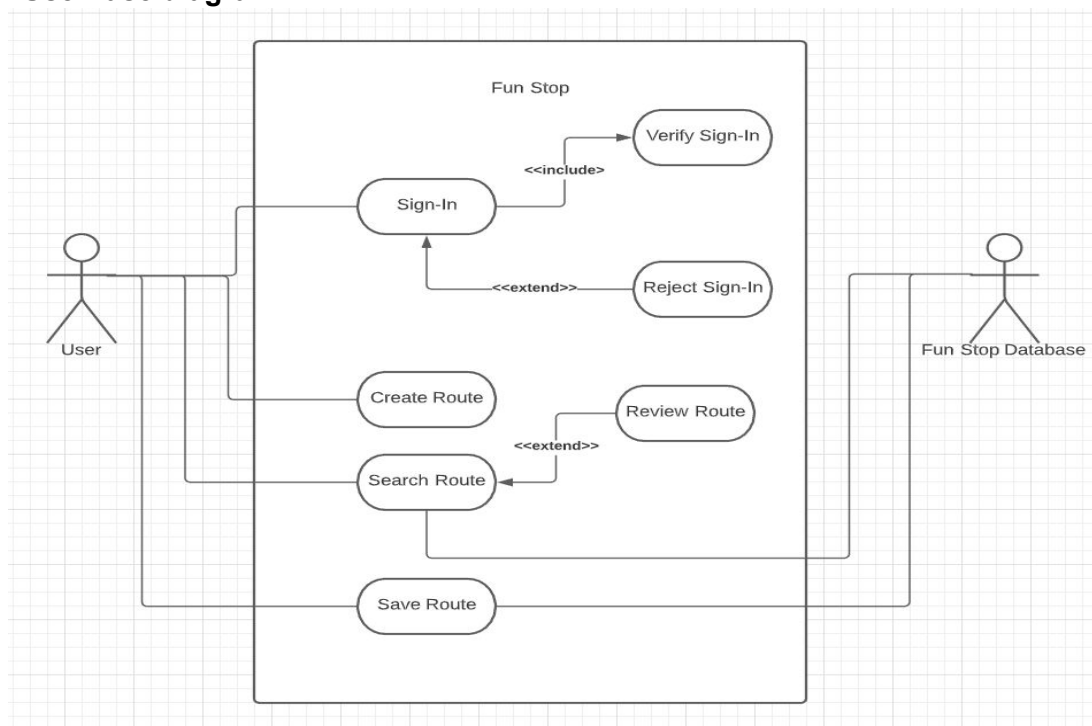 Fun Stop
Verify Sign-In
<<include>
Sign-In
<<extend>>
Reject Sign-In
User
Fun Stop Database
Create Route
Review Route
<<extend>>
Search Route
Save Route